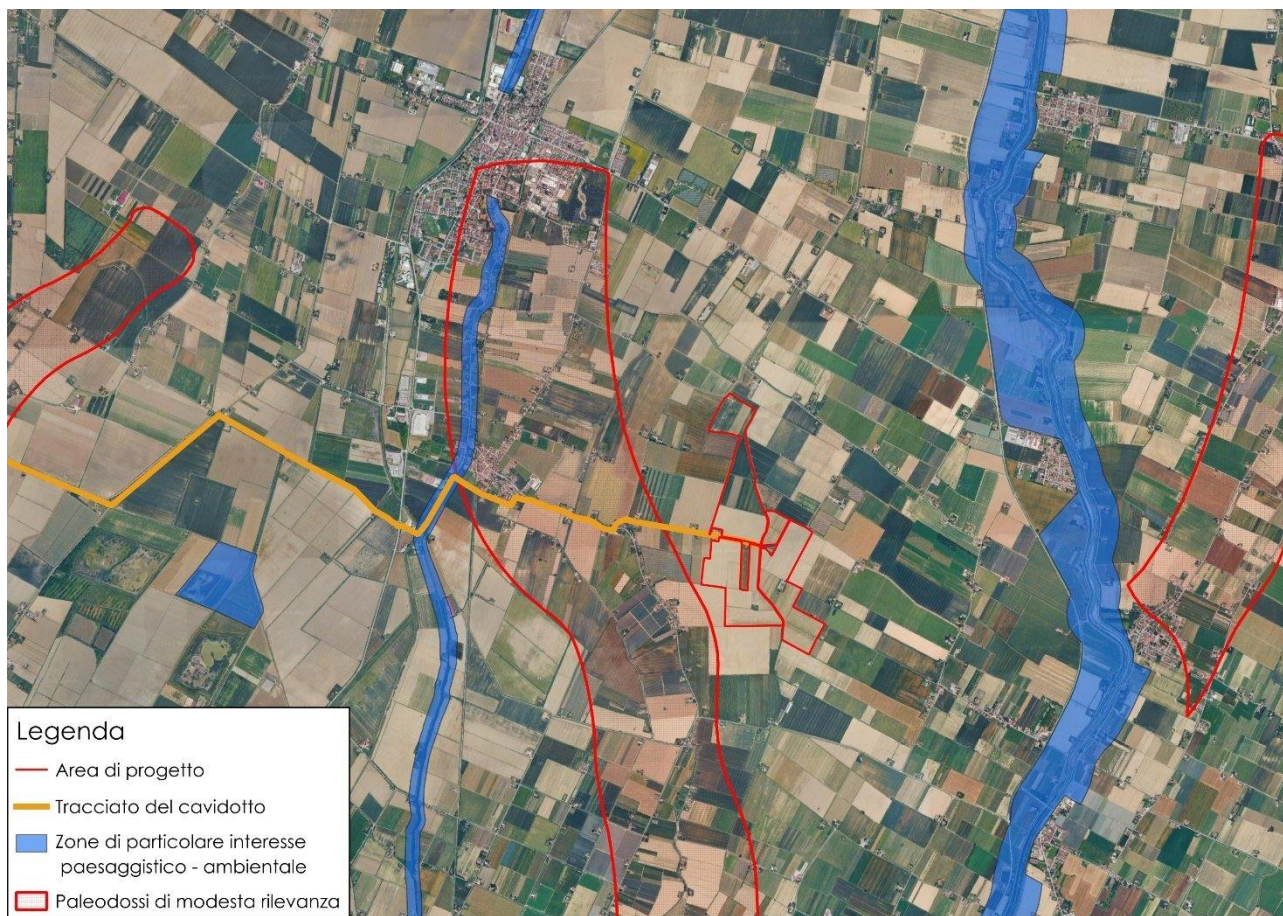 Legenda
Area di progetto
Tracciato del cavidotto
Zone di particolare interesse
paesaggistico - ambientale
Paleodossi di modesta rilevanza